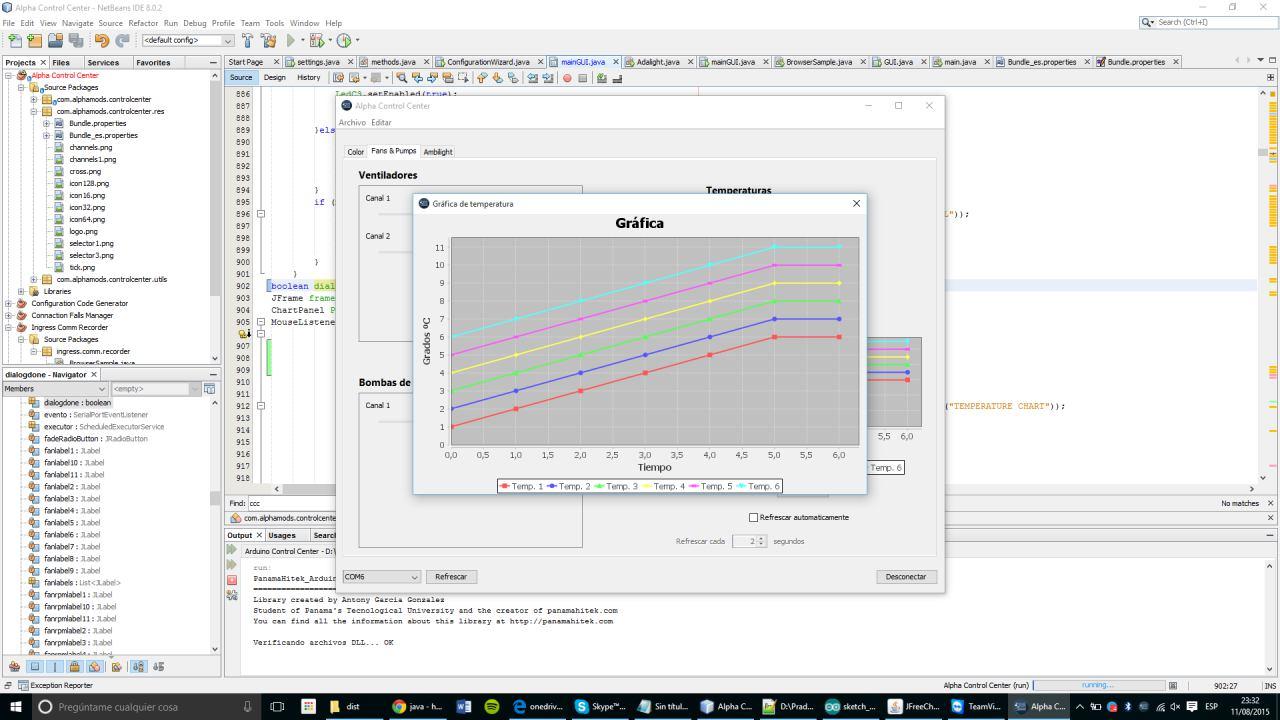 Alpha Control Center - NetBeans IDE 8.0.2
File Edit View Navigate Source Refactor Run Debug Profile Team Tools Window Help
Search (Ctrl+I)
<default config>
Projects Files Services Favorites
Alpha Control Center
Source Packages
com.alphamods.controlcenter
com.alphamods.controlcenter.res
Bundle.properties
Bundle_es.properties
channels.png
channels1.png
cross.png
icon128.png
icon16.png
icon32.png
icon64.png
logo.png
selector1.png
selector3.png
tick.png
com.alphamods.controlcenter.utils
Libraries
Configuration Code Generator
Connection Falls Manager
Ingress Comm Recorder
Source Packages
ingress.comm.recorder
BrowserSample.java
dialogdone - Navigator
Members <empty>
dialogdone : boolean
evento : SerialPortEventListener
executor : ScheduledExecutorService
fadeRadioButton : JRadioButton
fanlabel1 : JLabel
fanlabel10 : JLabel
fanlabel11 : JLabel
fanlabel2 : JLabel
fanlabel3 : JLabel
fanlabel4 : JLabel
fanlabel5 : JLabel
fanlabel6 : JLabel
fanlabel7 : JLabel
fanlabel8 : JLabel
fanlabel9 : JLabel
fanlabels : List<JLabel>
fanrpmlabel1 : JLabel
fanrpmlabel10 : JLabel
fanrpmlabel11 : JLabel
fanrpmlabel2 : JLabel
fanrpmlabel3 : JLabel
fanrpmlabel4 : JLabel
Start Page settings.java methods.java ConfigurationWizard.java mainGUI.java Adalight.java mainGUI.java BrowserSample.java GUI.java main.java Bundle_es.properties Bundle.properties
Source Design History
886 LedC3.setEnabled(true);
887
888
889 }els
890
891
892
893
894 }
895 if (
896 L"));
897
898
899
900 }
901 }
902 boolean dial
903 JFrame frame
904 ChartPanel P
905 MouseListene
907
908
909
910
911
912 ("TEMPERATURE CHART"));
913
914
915
916
917
918
Alpha Control Center
Archivo Editar
Color Fans & Pumps Ambilight
Ventiladores
Temperaturas
Canal 1
Canal 2
Bombas de
Canal 1
5,5 6,0
Temp. 6
Refrescar automaticamente
Refrescar cada 2 segundos
COM6 Refrescar Desconectar
Gráfica de temperatura
Gráfica
Grados ºC
11
10
9
8
7
6
5
4
3
2
1
0
0,0 0,5 1,0 1,5 2,0 2,5 3,0 3,5 4,0 4,5 5,0 5,5 6,0
Tiempo
Temp. 1 Temp. 2 Temp. 3 Temp. 4 Temp. 5 Temp. 6
Find: ccc
No matches
com.alphamods.controlcente
Output Usages Searc
Arduino Control Center - D:\
run:
PanamaHitek_Arduin
Library created by Antony García Gonzalez
Student of Panama's Tecnological University and the creator of panamahitek.com
You can find all the information about this library at http://panamahitek.com
Verificando archivos DLL... OK
Exception Reporter
Alpha Control Center (run) running... 902:27 INS
Pregúntame cualquier cosa
dist
java - h...
onedriv...
Skype™...
Sin títul...
Alpha C...
D:\Prad...
sketch_...
JFreeCh...
TeamVi...
Alpha C...
ESP
23:32
11/08/2015